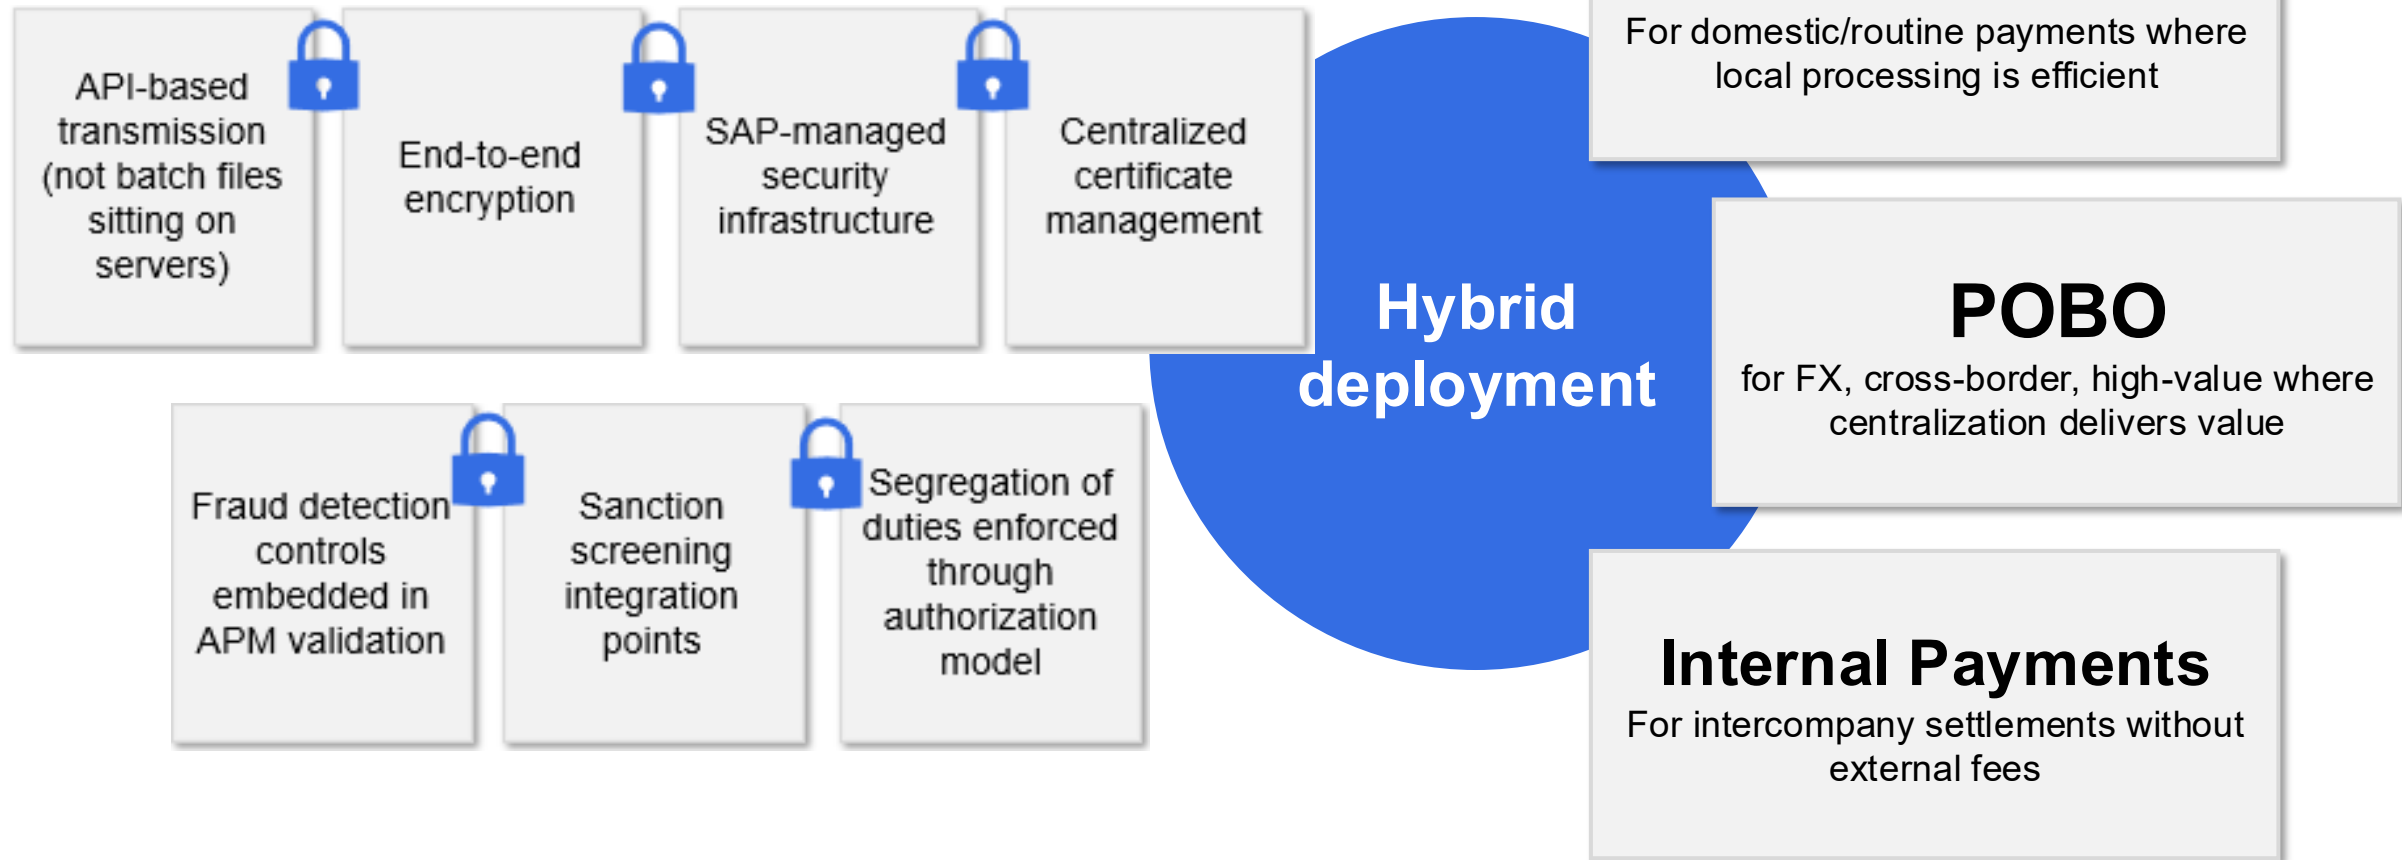 API-based
transmission
(not batch files
sitting on
servers)
End-to-end
encryption
SAP-managed
security
infrastructure
Centralized
certificate
management
Fraud detection
controls
embedded in
APM validation
Sanction
screening
integration
points
Segregation of
duties enforced
through
authorization
model
Hybrid
deployment
For domestic/routine payments where
local processing is efficient
POBO
for FX, cross-border, high-value where
centralization delivers value
Internal Payments
For intercompany settlements without
external fees